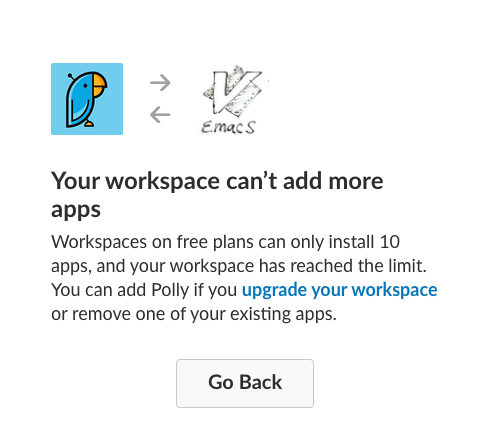 V
Emacs
Your workspace can't add more
apps
Workspaces on free plans can only install 10
apps, and your workspace has reached the limit.
You can add Polly if you upgrade your workspace
or remove one of your existing apps.
Go Back